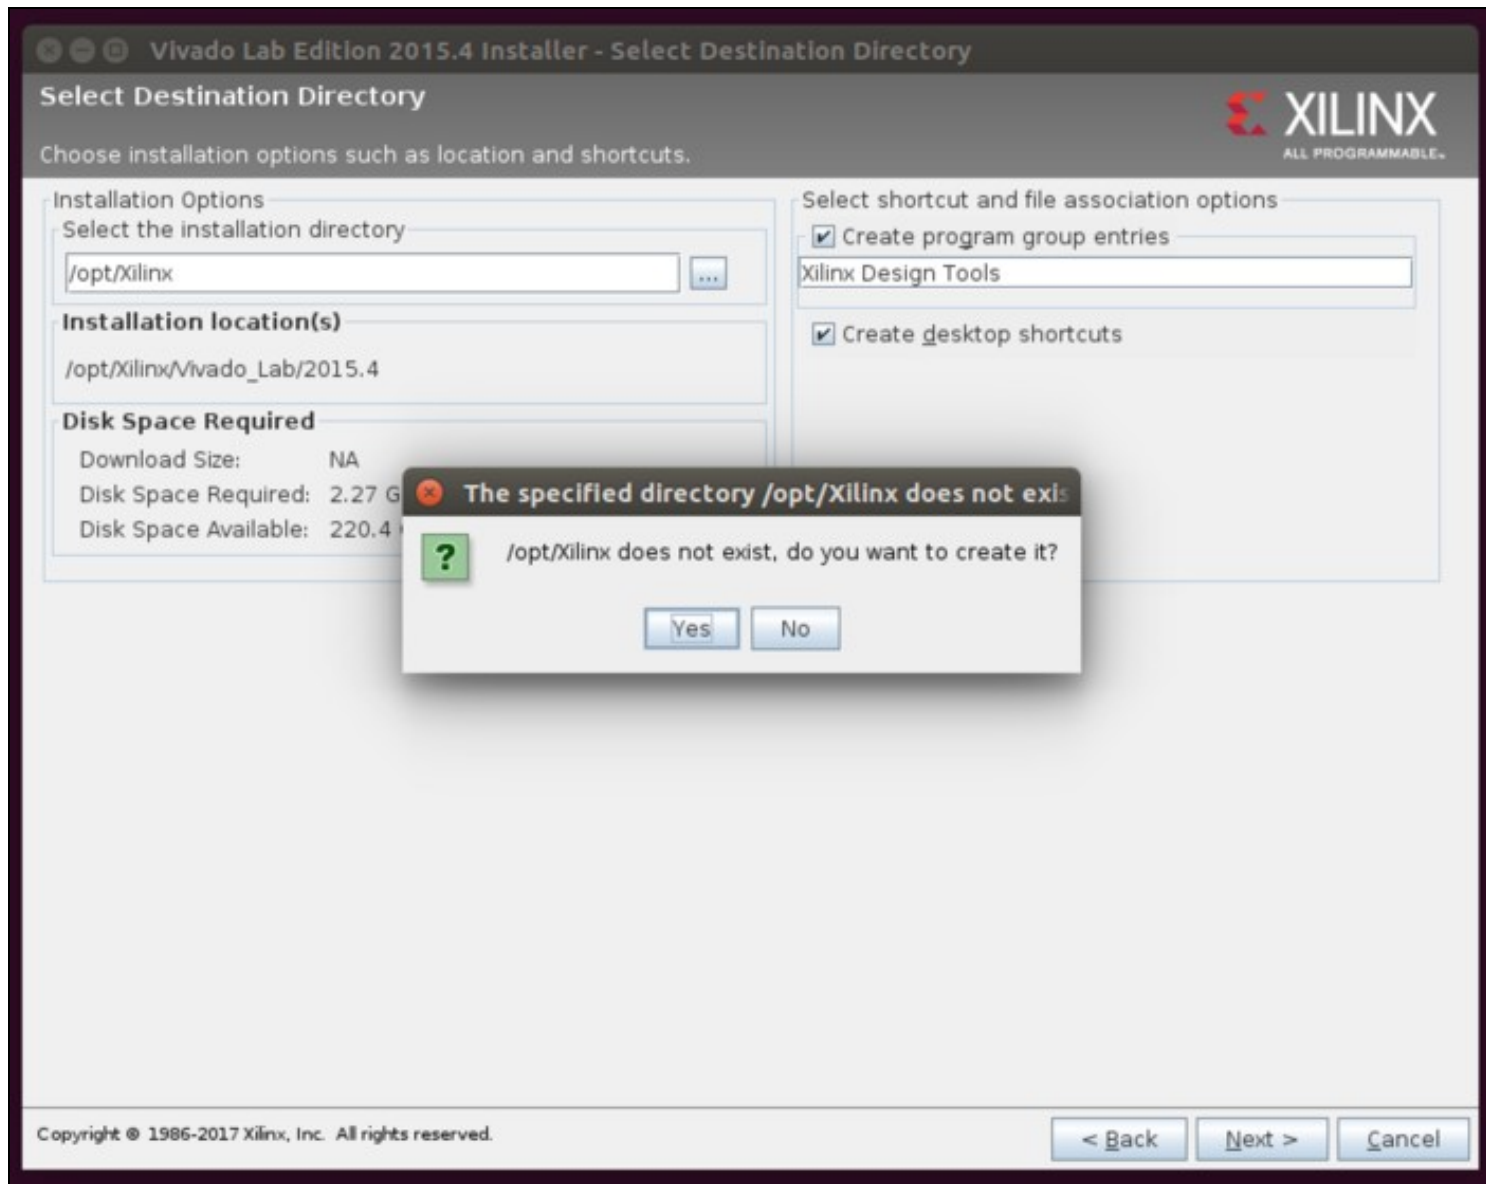 Vivado Lab Edition 2015.4 Installer - Select Destination Directory
Select Destination Directory
XILINX
ALL PROGRAMMABLE™
Choose installation options such as location and shortcuts.
Installation Options
Select the installation directory
/opt/Xilinx
...
Installation location(s)
/opt/Xilinx/Vivado_Lab/2015.4
Disk Space Required
Download Size: NA
Disk Space Required: 2.27 G
Disk Space Available: 220.4
Select shortcut and file association options
Create program group entries
Xilinx Design Tools
Create desktop shortcuts
The specified directory /opt/Xilinx does not exis
?
/opt/Xilinx does not exist, do you want to create it?
Yes No
Copyright © 1986-2017 Xilinx, Inc. All rights reserved.
< Back Next > Cancel